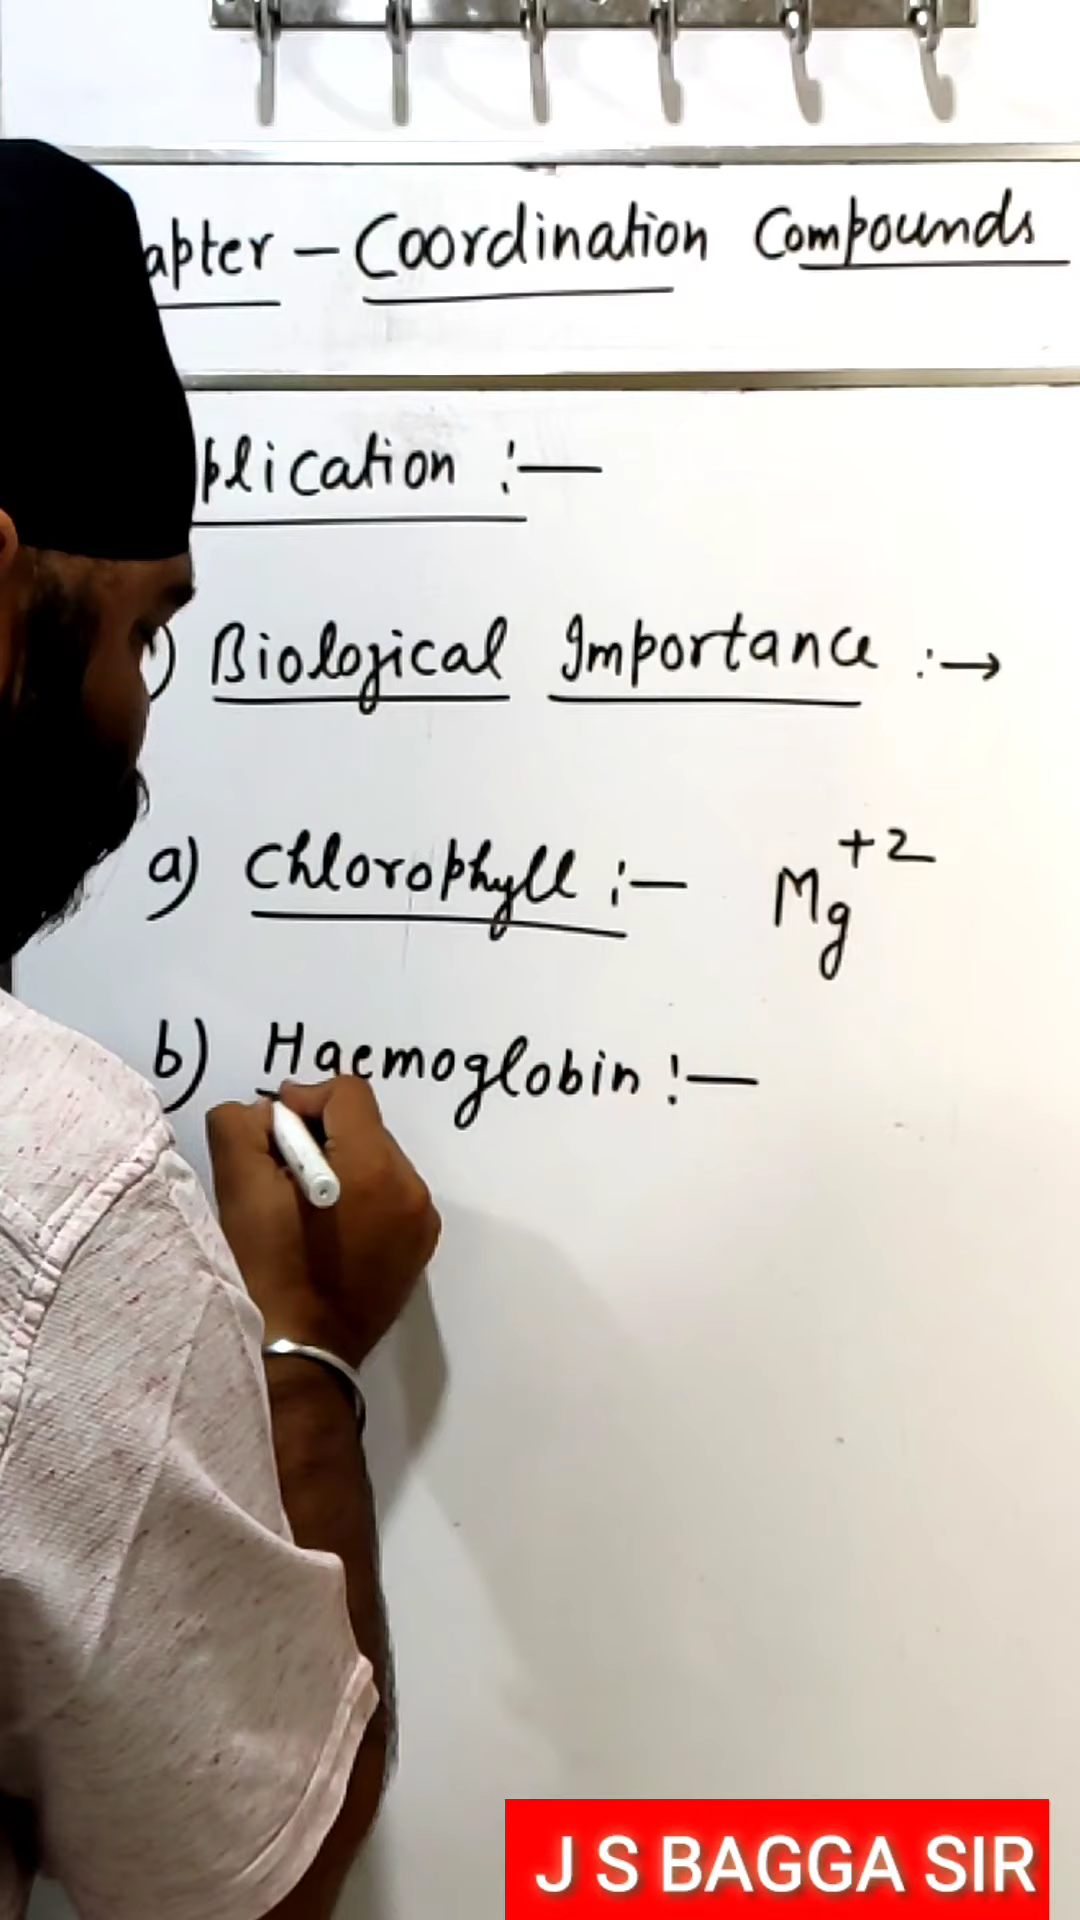 apter – Coordination Compounds
plication :—
) Biological Importance :→
a) Chlorophyll :— Mg+2
b) Haemoglobin :—
J S BAGGA SIR